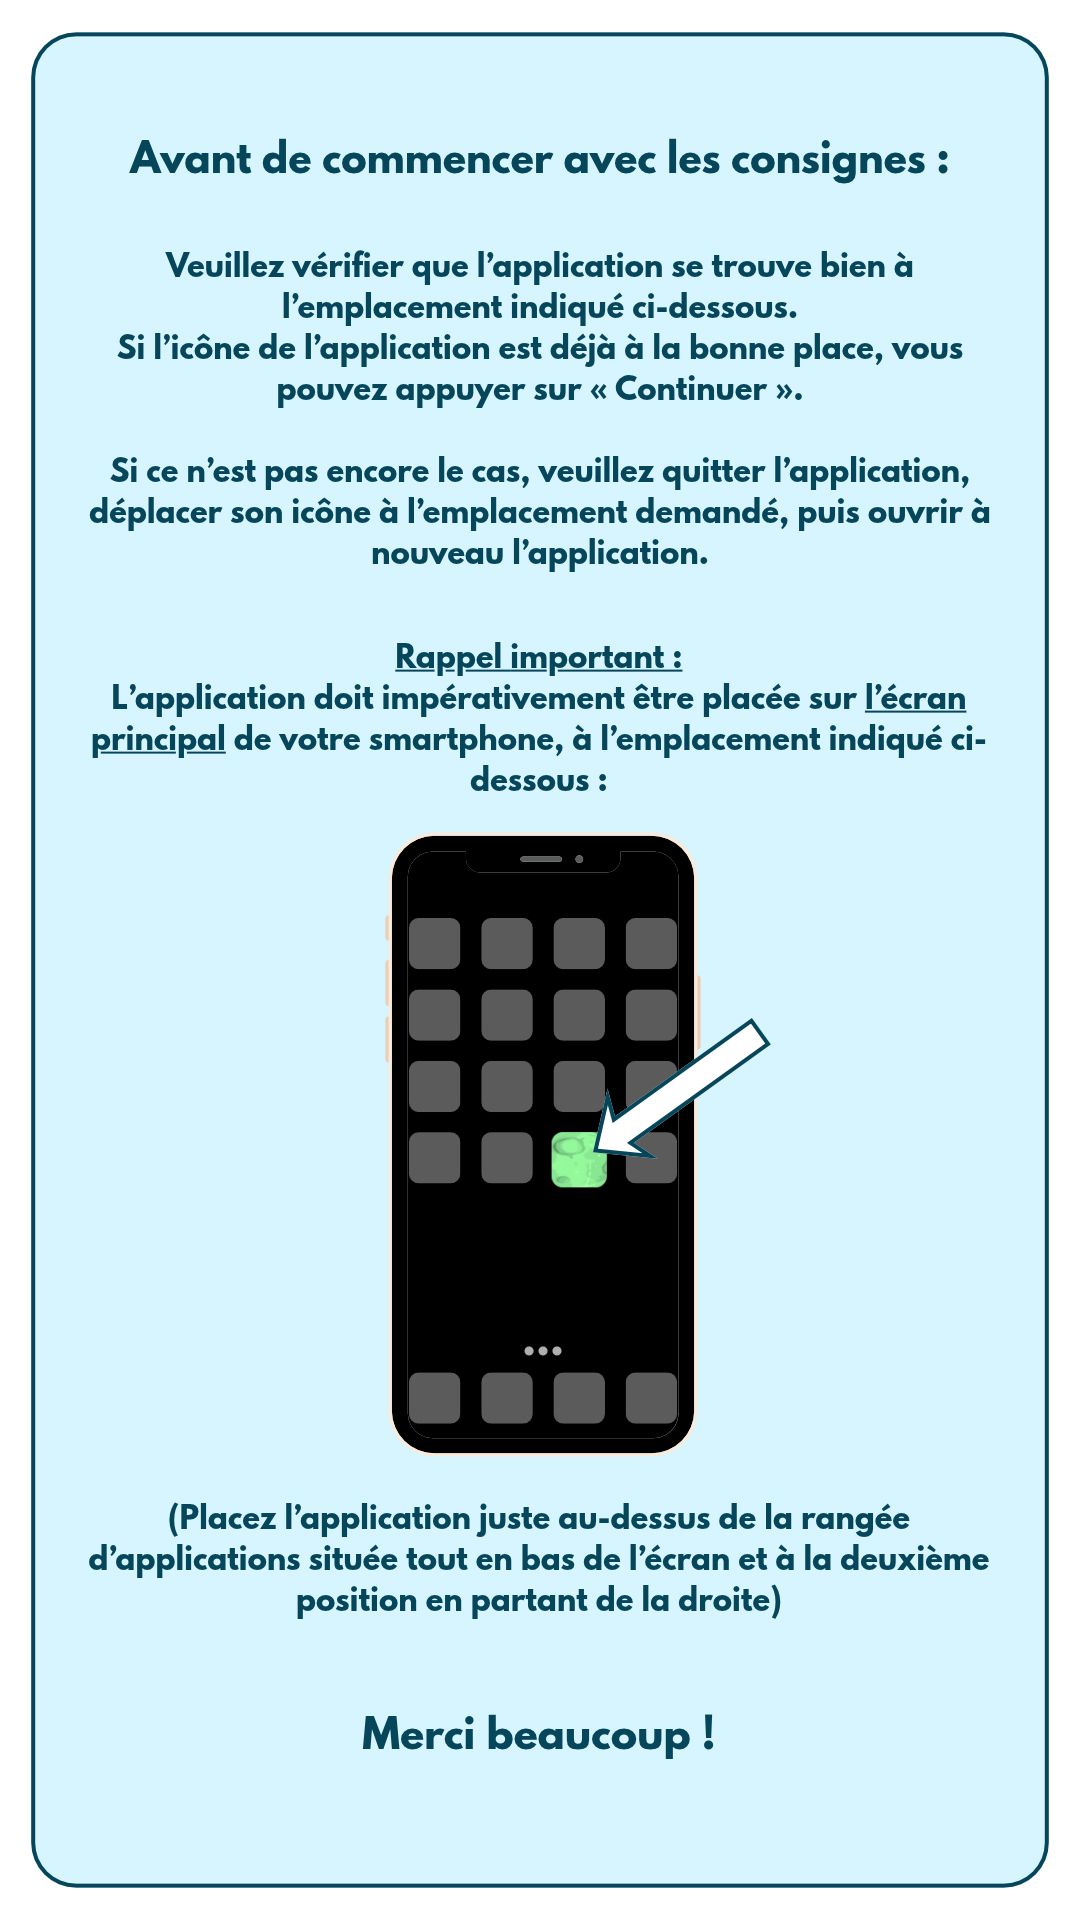 Avant de commencer avec les consignes :
Veuillez vérifier que l’application se trouve bien à
l’emplacement indiqué ci-dessous.
Si l’icône de l’application est déjà à la bonne place, vous
pouvez appuyer sur « Continuer ».
Si ce n’est pas encore le cas, veuillez quitter l’application,
déplacer son icône à l’emplacement demandé, puis ouvrir à
nouveau l’application.
Rappel important :
L’application doit impérativement être placée sur l’écran
principal de votre smartphone, à l’emplacement indiqué ci-
dessous :
(Placez l’application juste au-dessus de la rangée
d’applications située tout en bas de l’écran et à la deuxième
position en partant de la droite)
Merci beaucoup !